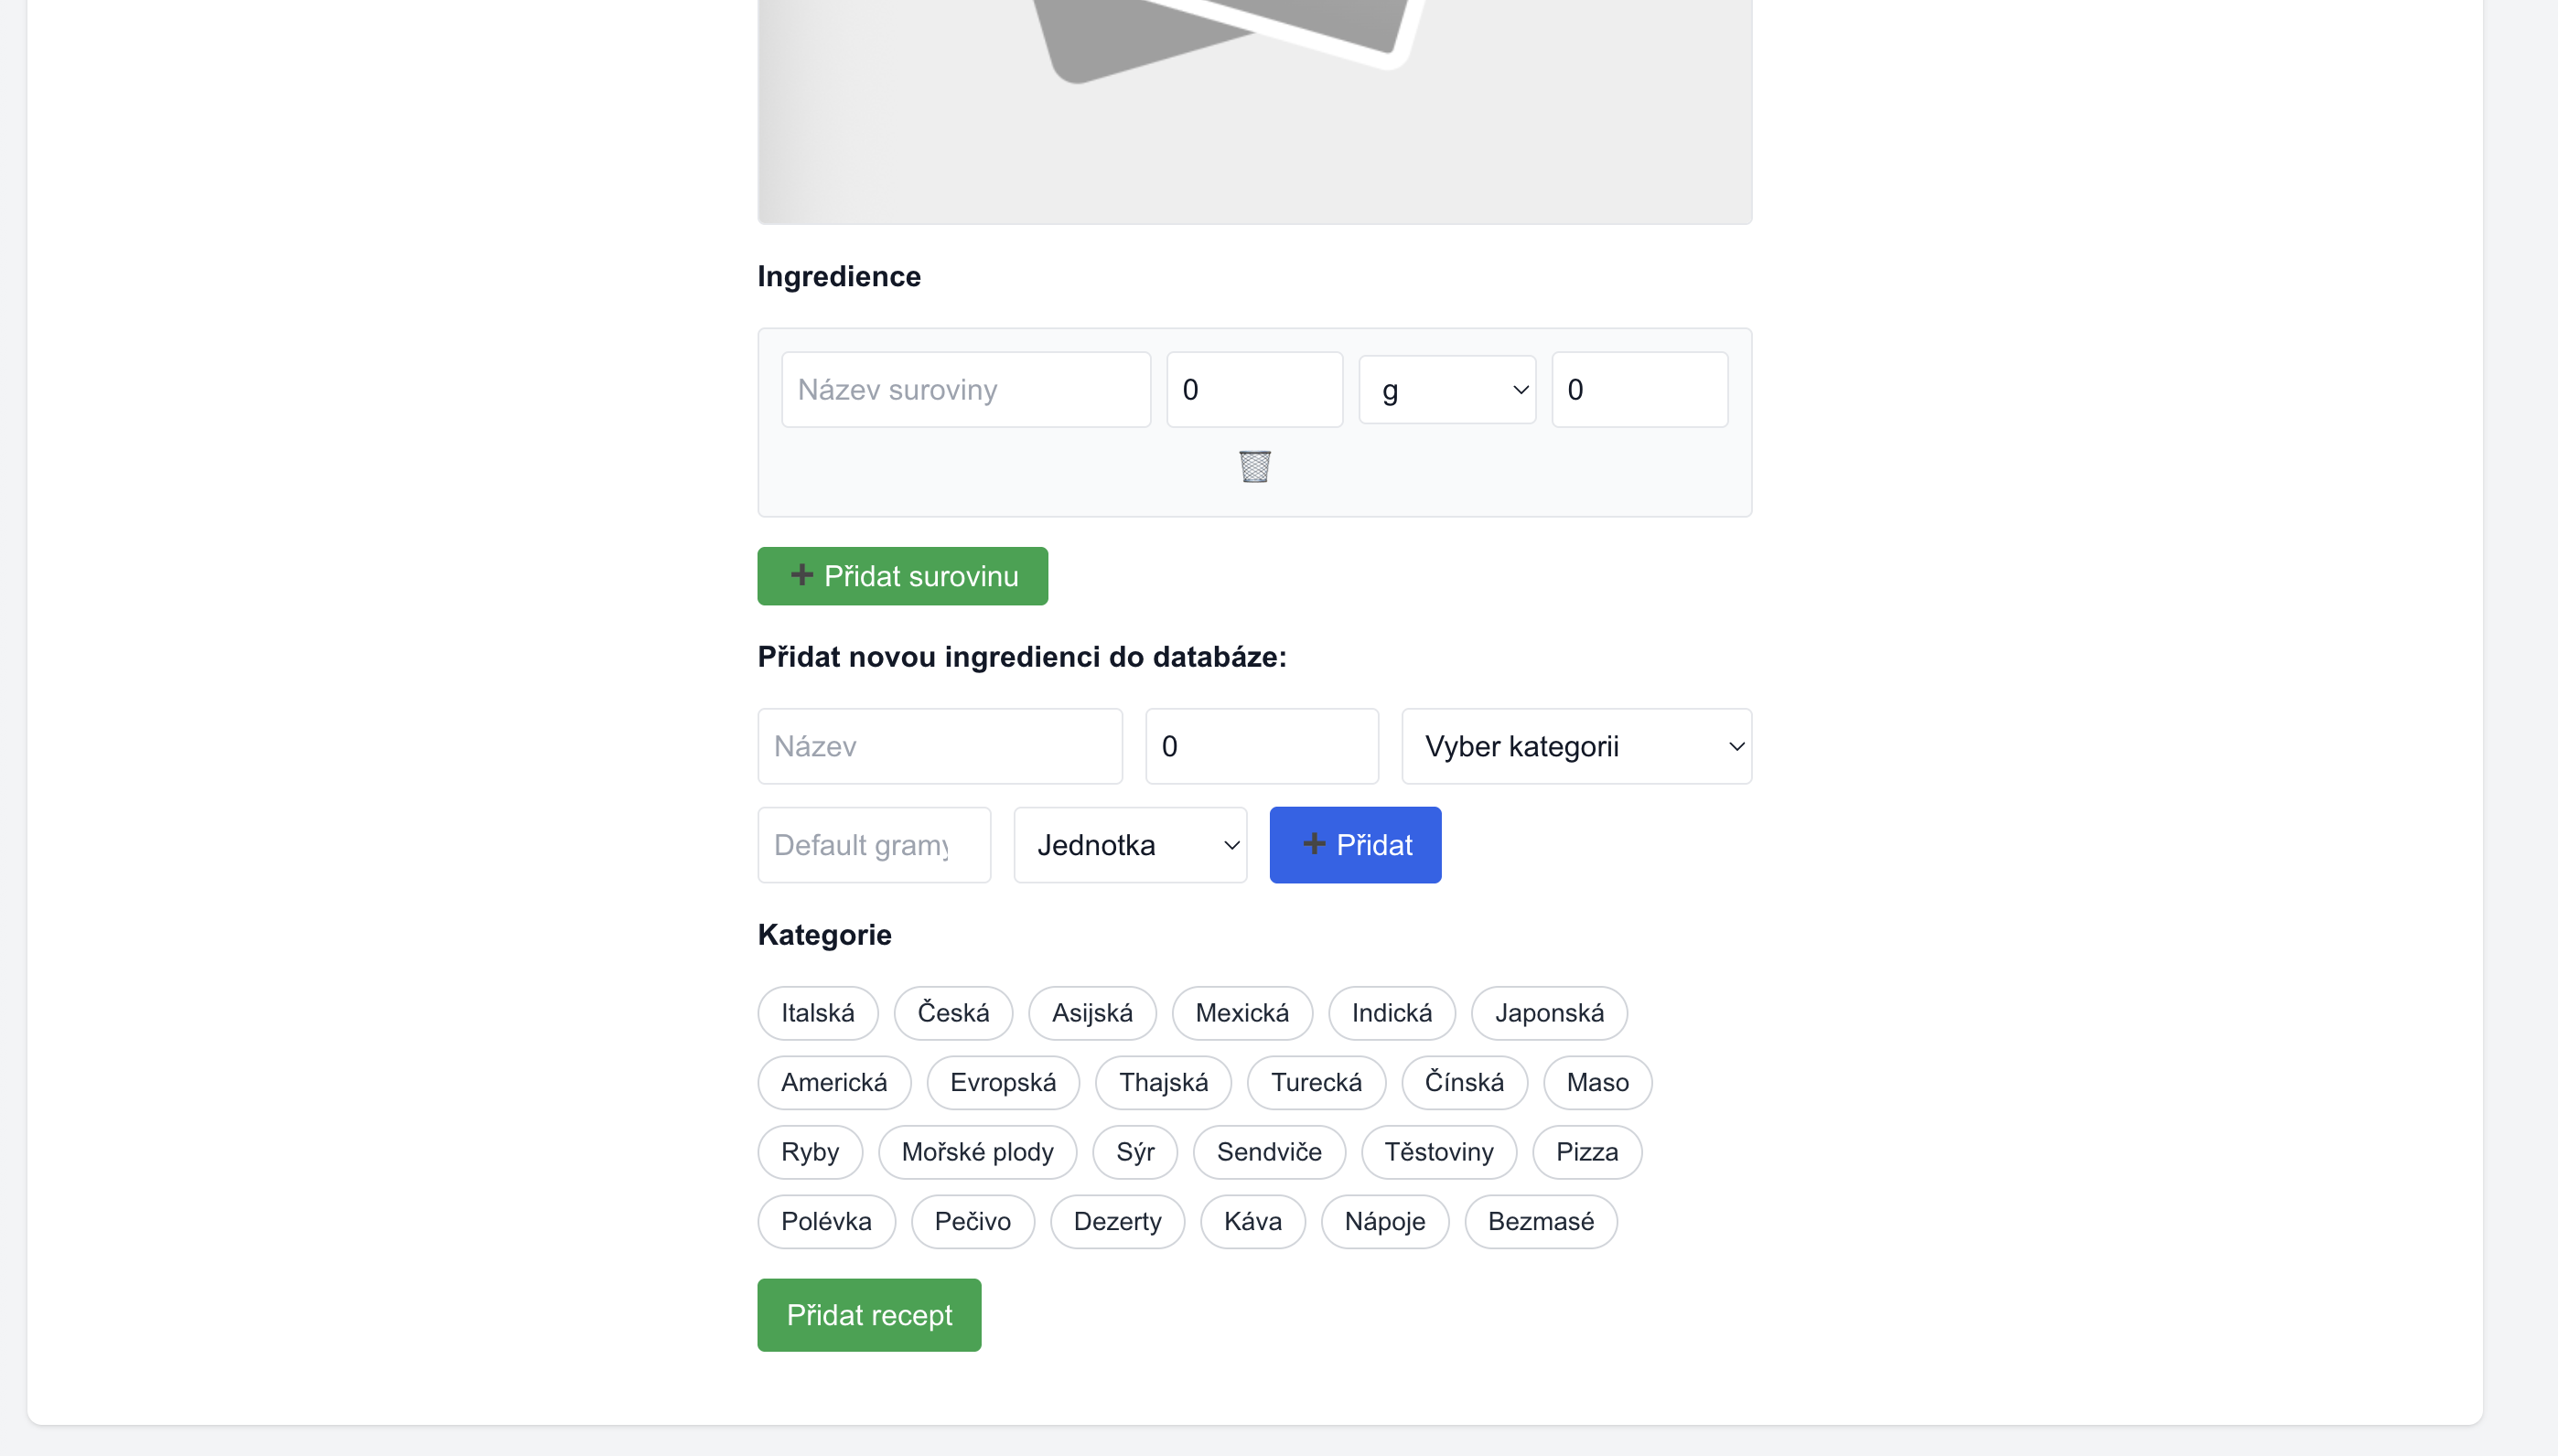 Ingredience
Název suroviny 0 g 0
Přidat surovinu
Přidat novou ingredienci do databáze:
Název 0 Vyber kategorii
Default gramy Jednotka Přidat
Kategorie
Italská Česká Asijská Mexická Indická Japonská
Americká Evropská Thajská Turecká Čínská Maso
Ryby Mořské plody Sýr Sendviče Těstoviny Pizza
Polévka Pečivo Dezerty Káva Nápoje Bezmasé
Přidat recept